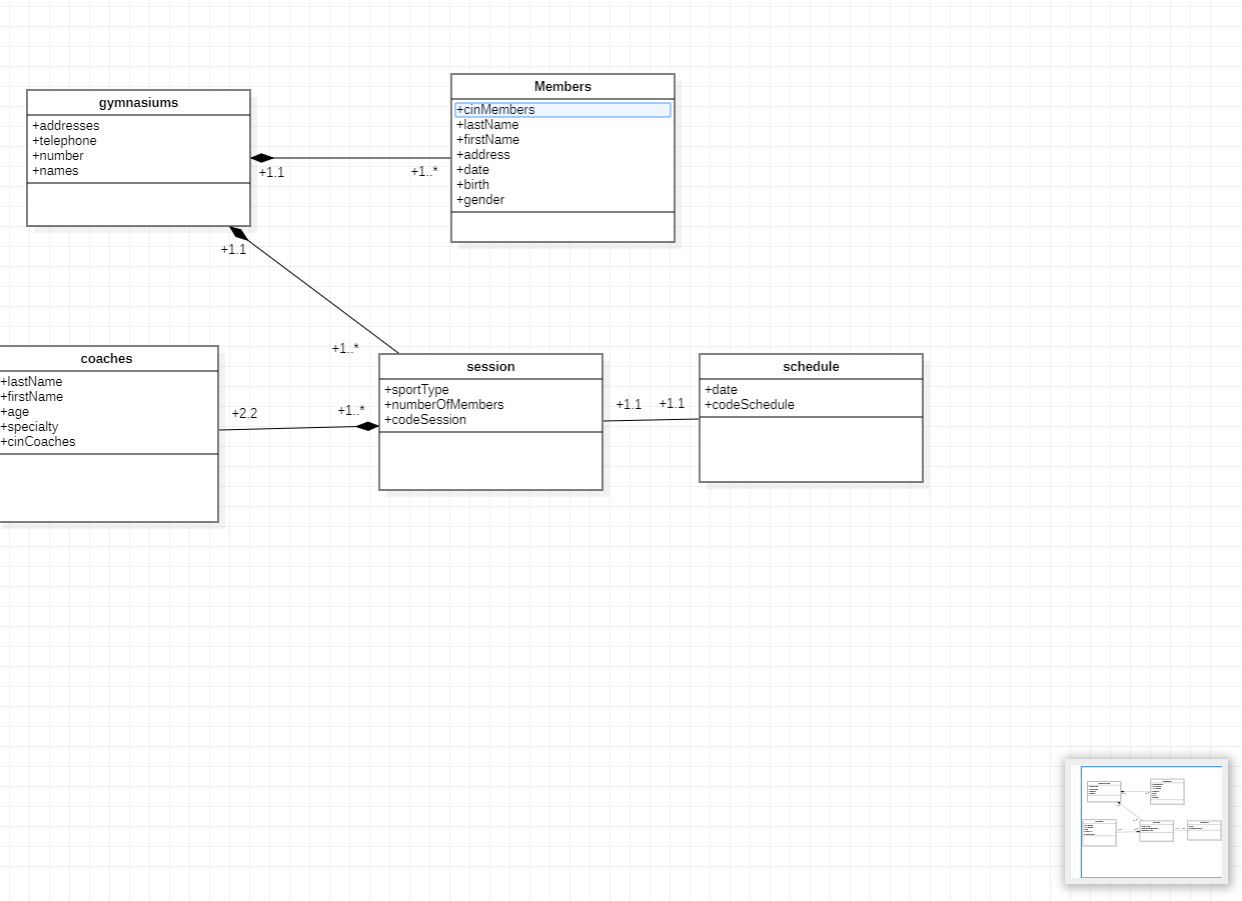 gymnasiums
+addresses
+telephone
+number
+names
+1.1
+1..*
Members
+cinMembers
+lastName
+firstName
+address
+date
+birth
+gender
+1.1
+1..*
coaches
+lastName
+firstName
+age
+specialty
+cinCoaches
+2.2
+1..*
session
+sportType
+numberOfMembers
+codeSession
+1.1
+1.1
schedule
+date
+codeSchedule